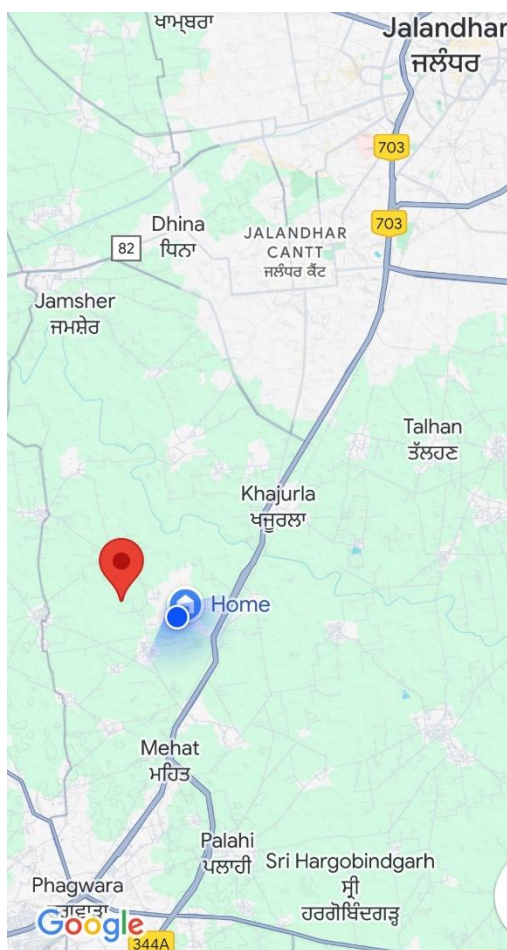 ਖਾਮ੍ਬਰਾ
Jalandhar
ਜਲੰਧਰ
703
703
Dhina
ਧਿਨਾ
82
JALANDHAR
CANTT
ਜਲੰਧਰ ਕੈਂਟ
Jamsher
ਜਮਸ਼ੇਰ
Talhan
ਤੱਲਹਣ
Khajurla
ਖਜੂਰਲਾ
Home
Mehat
ਮਹਿਤ
Palahi
ਪਲਾਹੀ
Sri Hargobindgarh
ਸ੍ਰੀ
ਹਰਗੋਬਿੰਦਗੜ੍ਹ
Phagwara
Google
344A